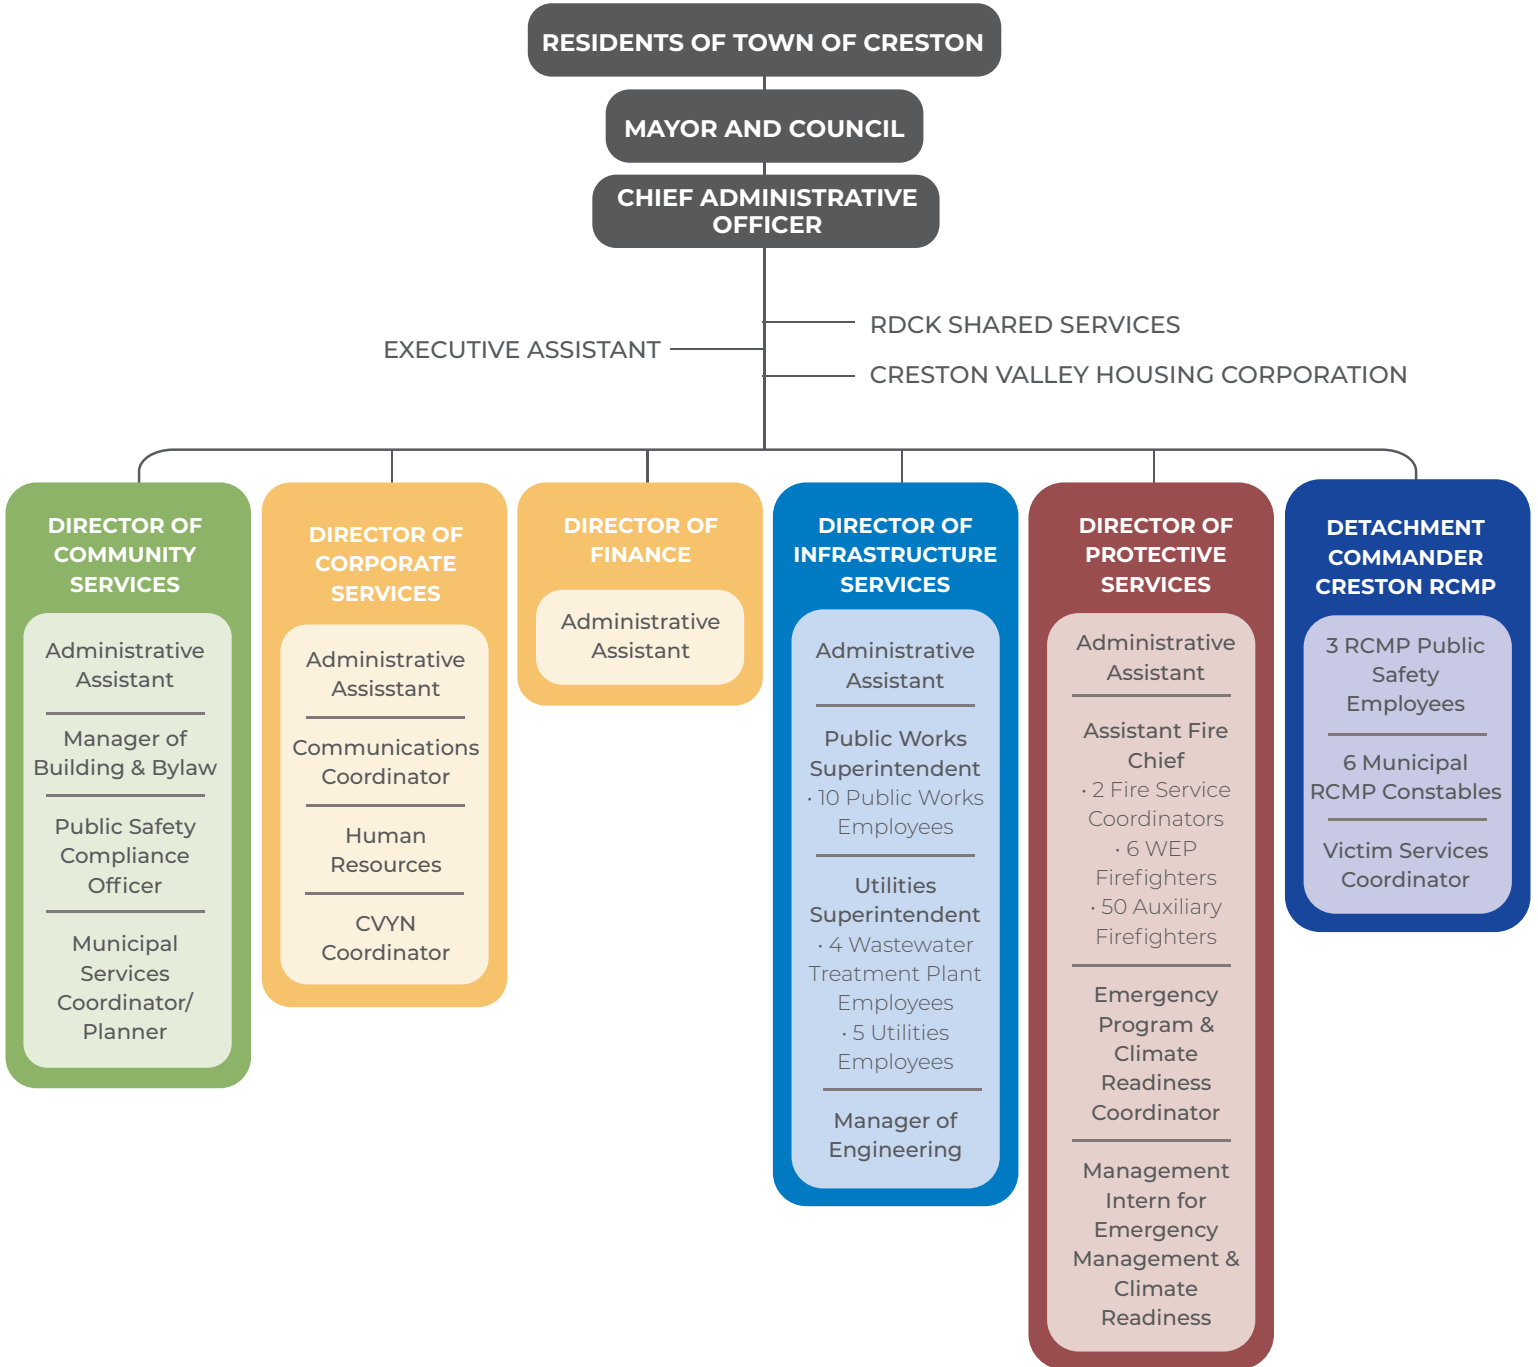 RESIDENTS OF TOWN OF CRESTON
MAYOR AND COUNCIL
CHIEF ADMINISTRATIVE
OFFICER
RDCK SHARED SERVICES
EXECUTIVE ASSISTANT
CRESTON VALLEY HOUSING CORPORATION
DIRECTOR OF
COMMUNITY
SERVICES
Administrative
Assistant
Manager of
Building & Bylaw
Public Safety
Compliance
Officer
Municipal
Services
Coordinator/
Planner
DIRECTOR OF
CORPORATE
SERVICES
Administrative
Assisstant
Communications
Coordinator
Human
Resources
CVYN
Coordinator
DIRECTOR OF
FINANCE
Administrative
Assistant
DIRECTOR OF
INFRASTRUCTURE
SERVICES
Administrative
Assistant
Public Works
Superintendent
· 10 Public Works
Employees
Utilities
Superintendent
· 4 Wastewater
Treatment Plant
Employees
· 5 Utilities
Employees
Manager of
Engineering
DIRECTOR OF
PROTECTIVE
SERVICES
Administrative
Assistant
Assistant Fire
Chief
· 2 Fire Service
Coordinators
· 6 WEP
Firefighters
· 50 Auxiliary
Firefighters
Emergency
Program &
Climate
Readiness
Coordinator
Management
Intern for
Emergency
Management &
Climate
Readiness
DETACHMENT
COMMANDER
CRESTON RCMP
3 RCMP Public
Safety
Employees
6 Municipal
RCMP Constables
Victim Services
Coordinator